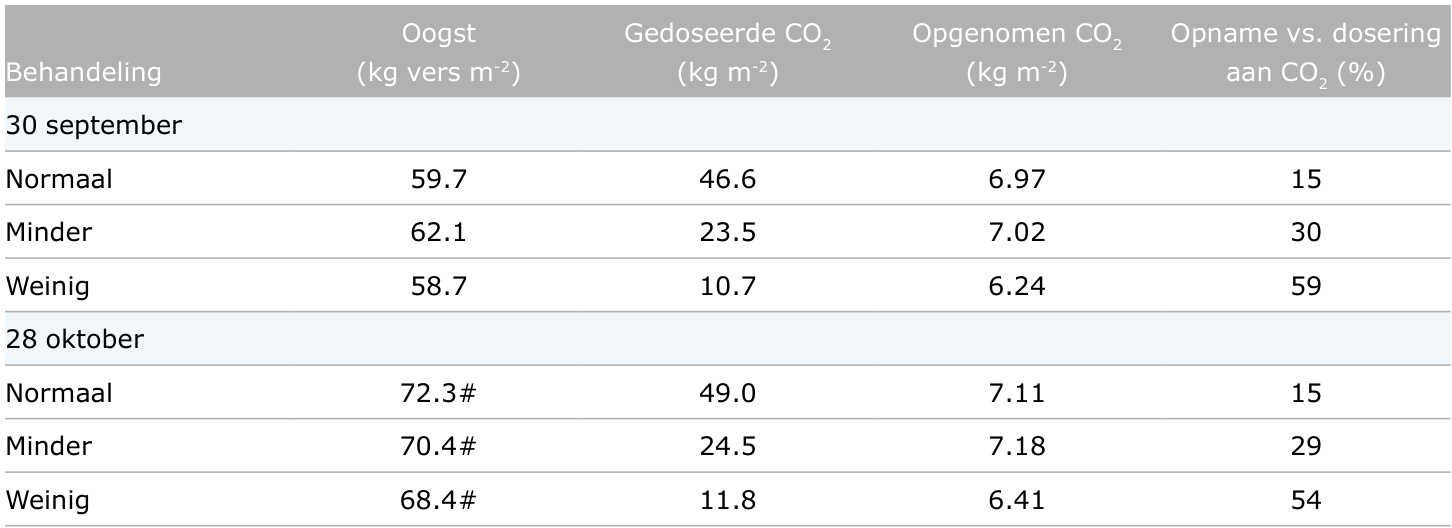 Oogst Gedoseerde CO₂ Opgenomen CO₂ Opname vs. dosering
Behandeling (kg vers m⁻²) (kg m⁻²) (kg m⁻²) aan CO₂ (%)
30 september
Normaal 59.7 46.6 6.97 15
Minder 62.1 23.5 7.02 30
Weinig 58.7 10.7 6.24 59
28 oktober
Normaal 72.3# 49.0 7.11 15
Minder 70.4# 24.5 7.18 29
Weinig 68.4# 11.8 6.41 54